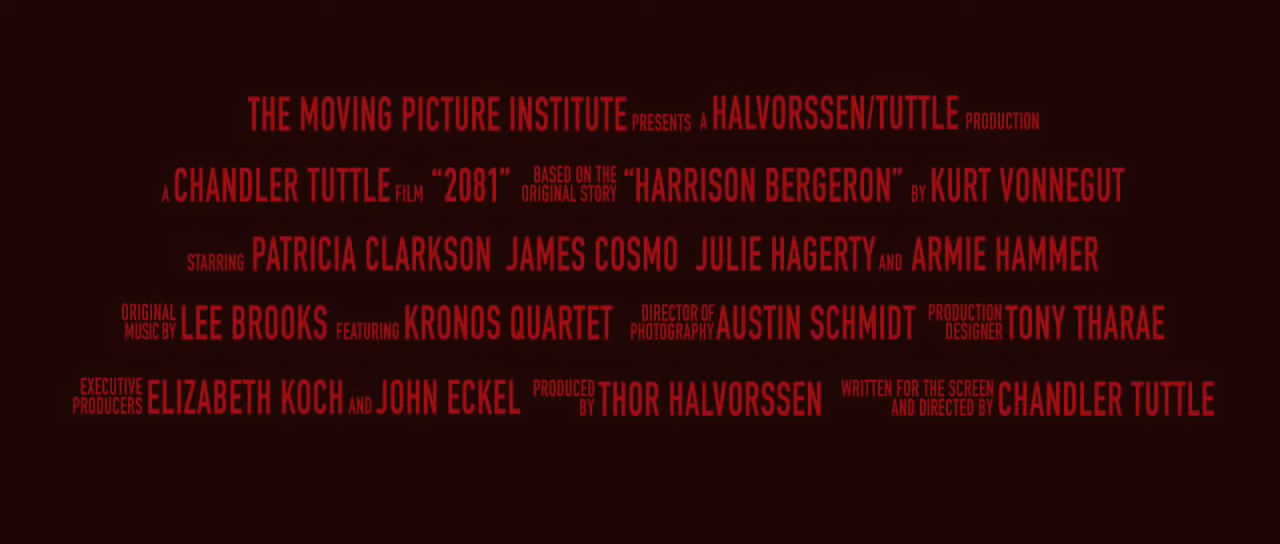 THE MOVING PICTURE INSTITUTE PRESENTS A HALVORSSEN/TUTTLE PRODUCTION
A CHANDLER TUTTLE FILM "2081" BASED ON THE ORIGINAL STORY "HARRISON BERGERON" BY KURT VONNEGUT
STARRING PATRICIA CLARKSON JAMES COSMO JULIE HAGERTY AND ARMIE HAMMER
ORIGINAL MUSIC BY LEE BROOKS FEATURING KRONOS QUARTET DIRECTOR OF PHOTOGRAPHY AUSTIN SCHMIDT PRODUCTION DESIGNER TONY THARAE
EXECUTIVE PRODUCERS ELIZABETH KOCH AND JOHN ECKEL PRODUCED BY THOR HALVORSSEN WRITTEN FOR THE SCREEN AND DIRECTED BY CHANDLER TUTTLE